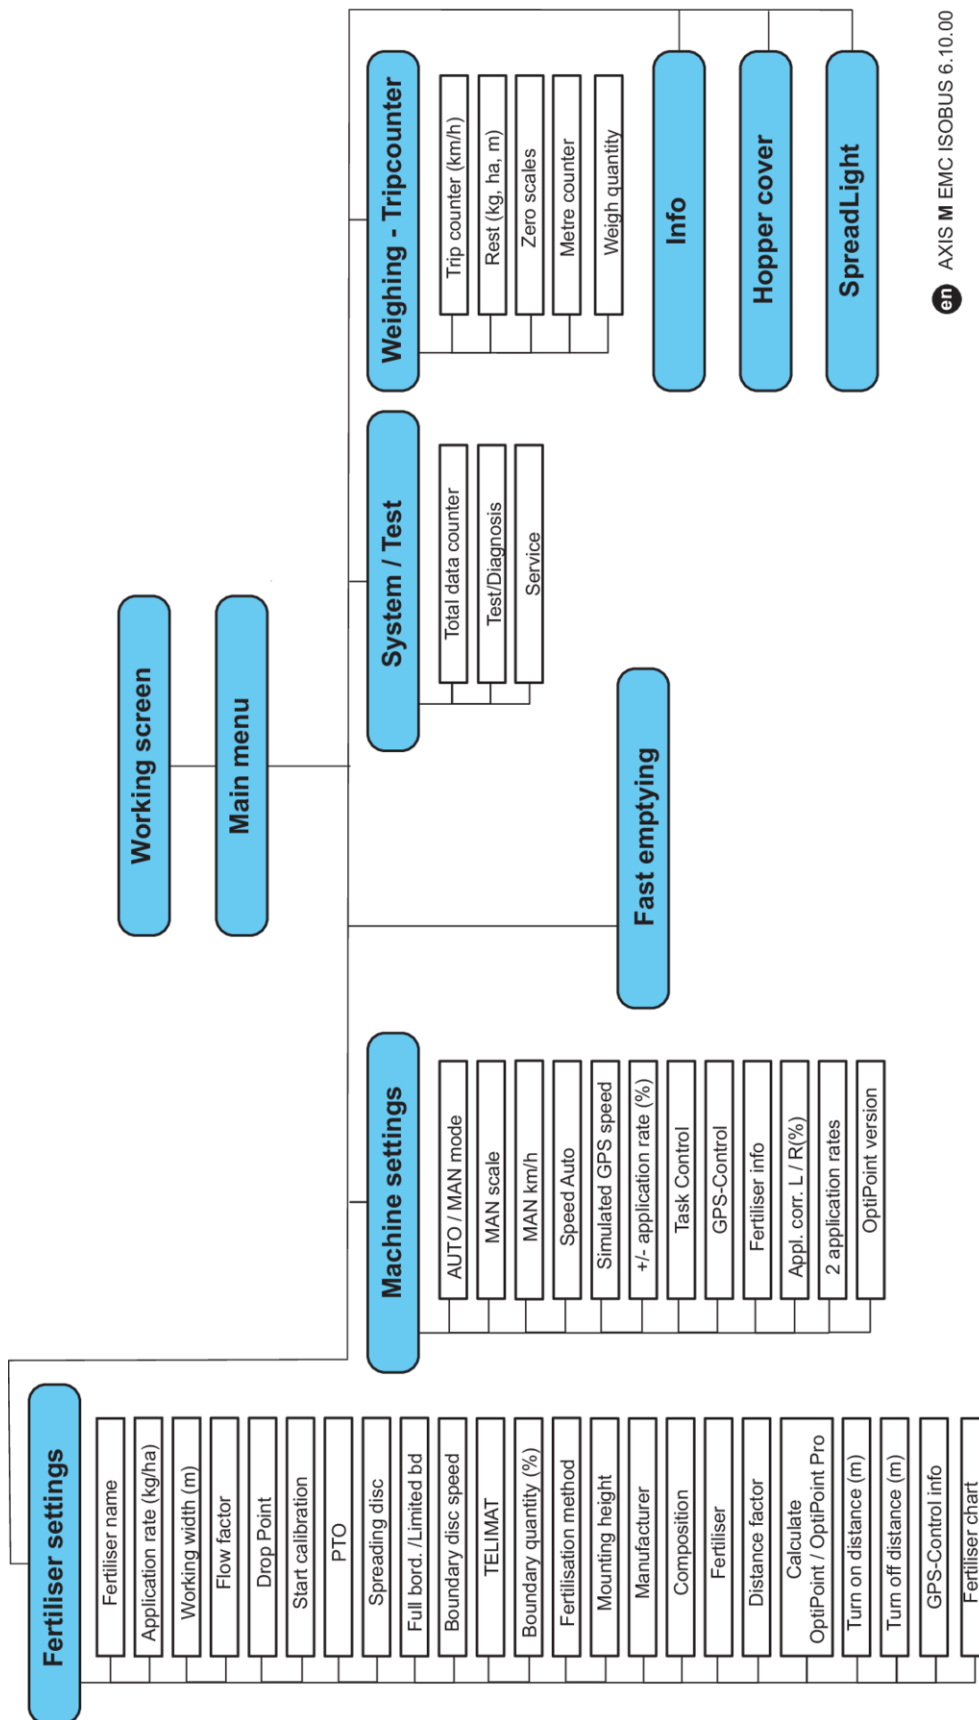 Working screen
Main menu
Fertiliser settings
Fertiliser name
Application rate (kg/ha)
Working width (m)
Flow factor
Drop Point
Start calibration
PTO
Spreading disc
Full bord. /Limited bd
Boundary disc speed
TELIMAT
Boundary quantity (%)
Fertilisation method
Mounting height
Manufacturer
Composition
Fertiliser
Distance factor
Calculate
OptiPoint / OptiPoint Pro
Turn on distance (m)
Turn off distance (m)
GPS-Control info
Fertiliser chart
Machine settings
AUTO / MAN mode
MAN scale
MAN km/h
Speed Auto
Simulated GPS speed
+/- application rate (%)
Task Control
GPS-Control
Fertiliser info
Appl. corr. L / R(%)
2 application rates
OptiPoint version
Fast emptying
System / Test
Total data counter
Test/Diagnosis
Service
Weighing - Tripcounter
Trip counter (km/h)
Rest (kg, ha, m)
Zero scales
Metre counter
Weigh quantity
Info
Hopper cover
SpreadLight
en AXIS M EMC ISOBUS 6.10.00